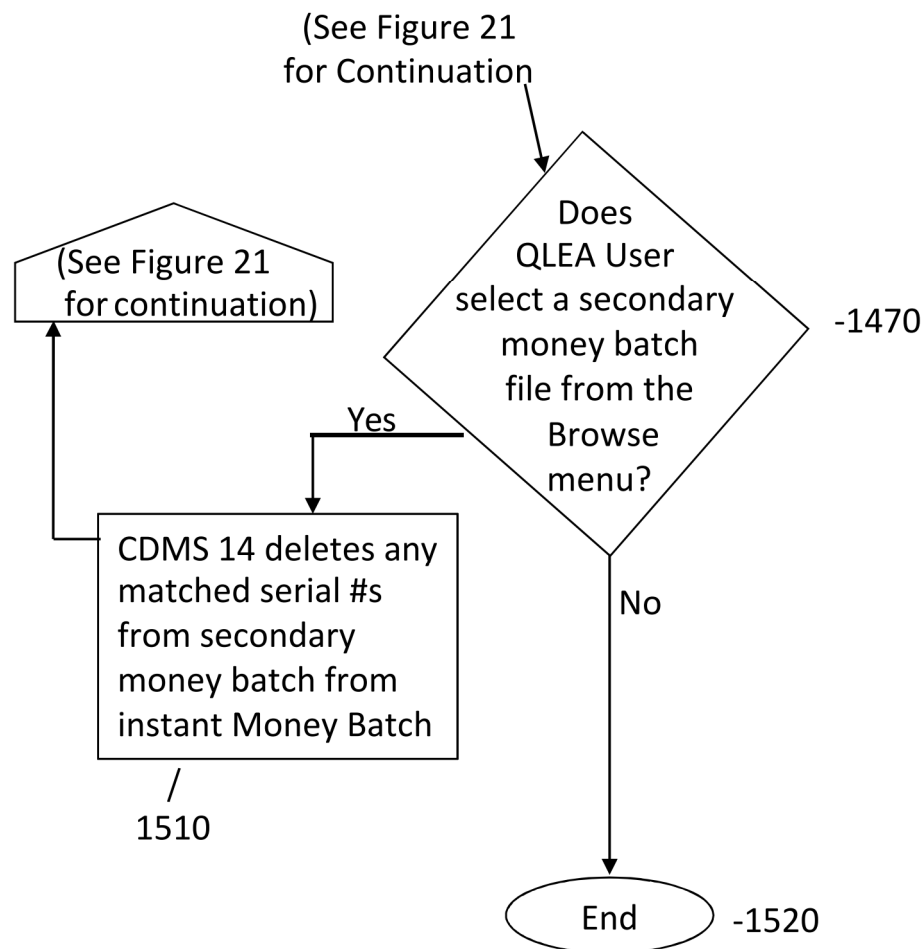 (See Figure 21
for Continuation
Does
QLEA User
select a secondary
money batch
file from the
Browse
menu?
-1470
(See Figure 21
for continuation)
Yes
CDMS 14 deletes any
matched serial #s
from secondary
money batch from
instant Money Batch
1510
No
End
-1520